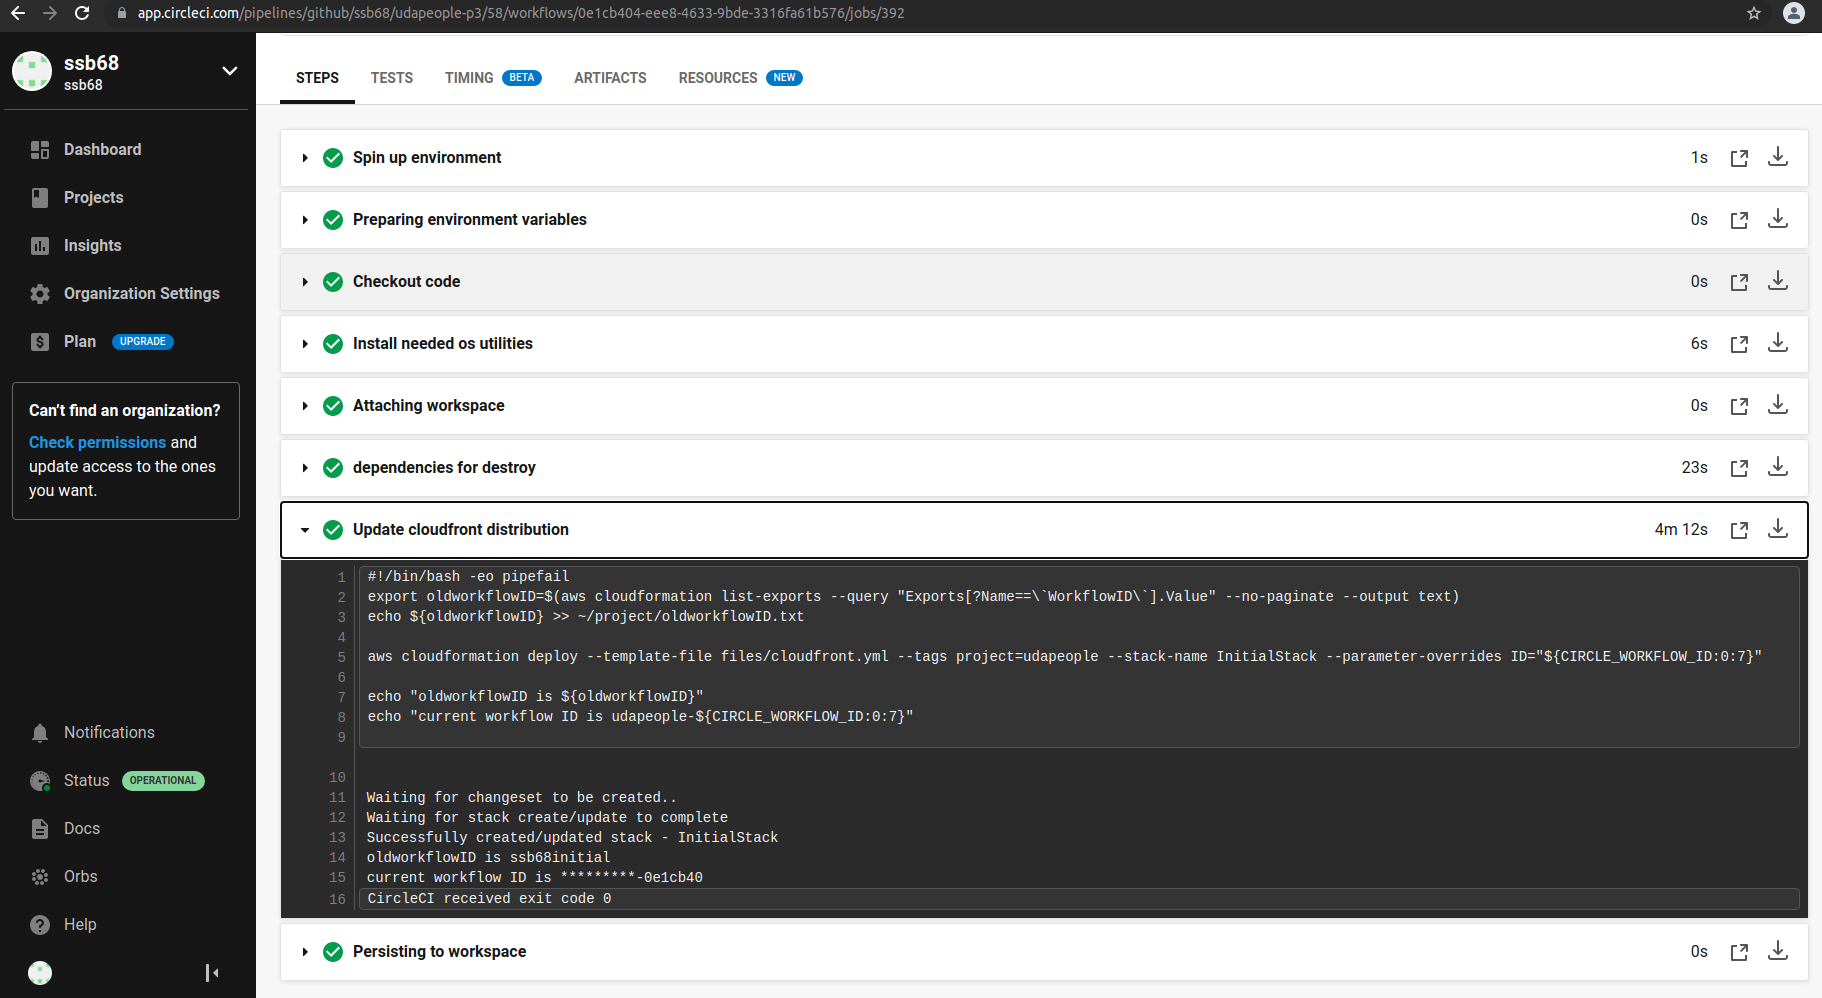 app.circleci.com/pipelines/github/ssb68/udapeople-p3/58/workflows/0e1cb404-eee8-4633-9bde-3316fa61b576/jobs/392
ssb68
ssb68
Dashboard
Projects
Insights
Organization Settings
Plan UPGRADE
Can't find an organization?
Check permissions and
update access to the ones
you want.
Notifications
Status OPERATIONAL
Docs
Orbs
Help
STEPS TESTS TIMING BETA ARTIFACTS RESOURCES NEW
Spin up environment 1s
Preparing environment variables 0s
Checkout code 0s
Install needed os utilities 6s
Attaching workspace 0s
dependencies for destroy 23s
Update cloudfront distribution 4m 12s
1 #!/bin/bash -eo pipefail
2 export oldworkflowID=$(aws cloudformation list-exports --query "Exports[?Name==\`WorkflowID\`].Value" --no-paginate --output text)
3 echo ${oldworkflowID} >> ~/project/oldworkflowID.txt
4
5 aws cloudformation deploy --template-file files/cloudfront.yml --tags project=udapeople --stack-name InitialStack --parameter-overrides ID="${CIRCLE_WORKFLOW_ID:0:7}"
6
7 echo "oldworkflowID is ${oldworkflowID}"
8 echo "current workflow ID is udapeople-${CIRCLE_WORKFLOW_ID:0:7}"
9
10
11 Waiting for changeset to be created..
12 Waiting for stack create/update to complete
13 Successfully created/updated stack - InitialStack
14 oldworkflowID is ssb68initial
15 current workflow ID is *********-0e1cb40
16 CircleCI received exit code 0
Persisting to workspace 0s